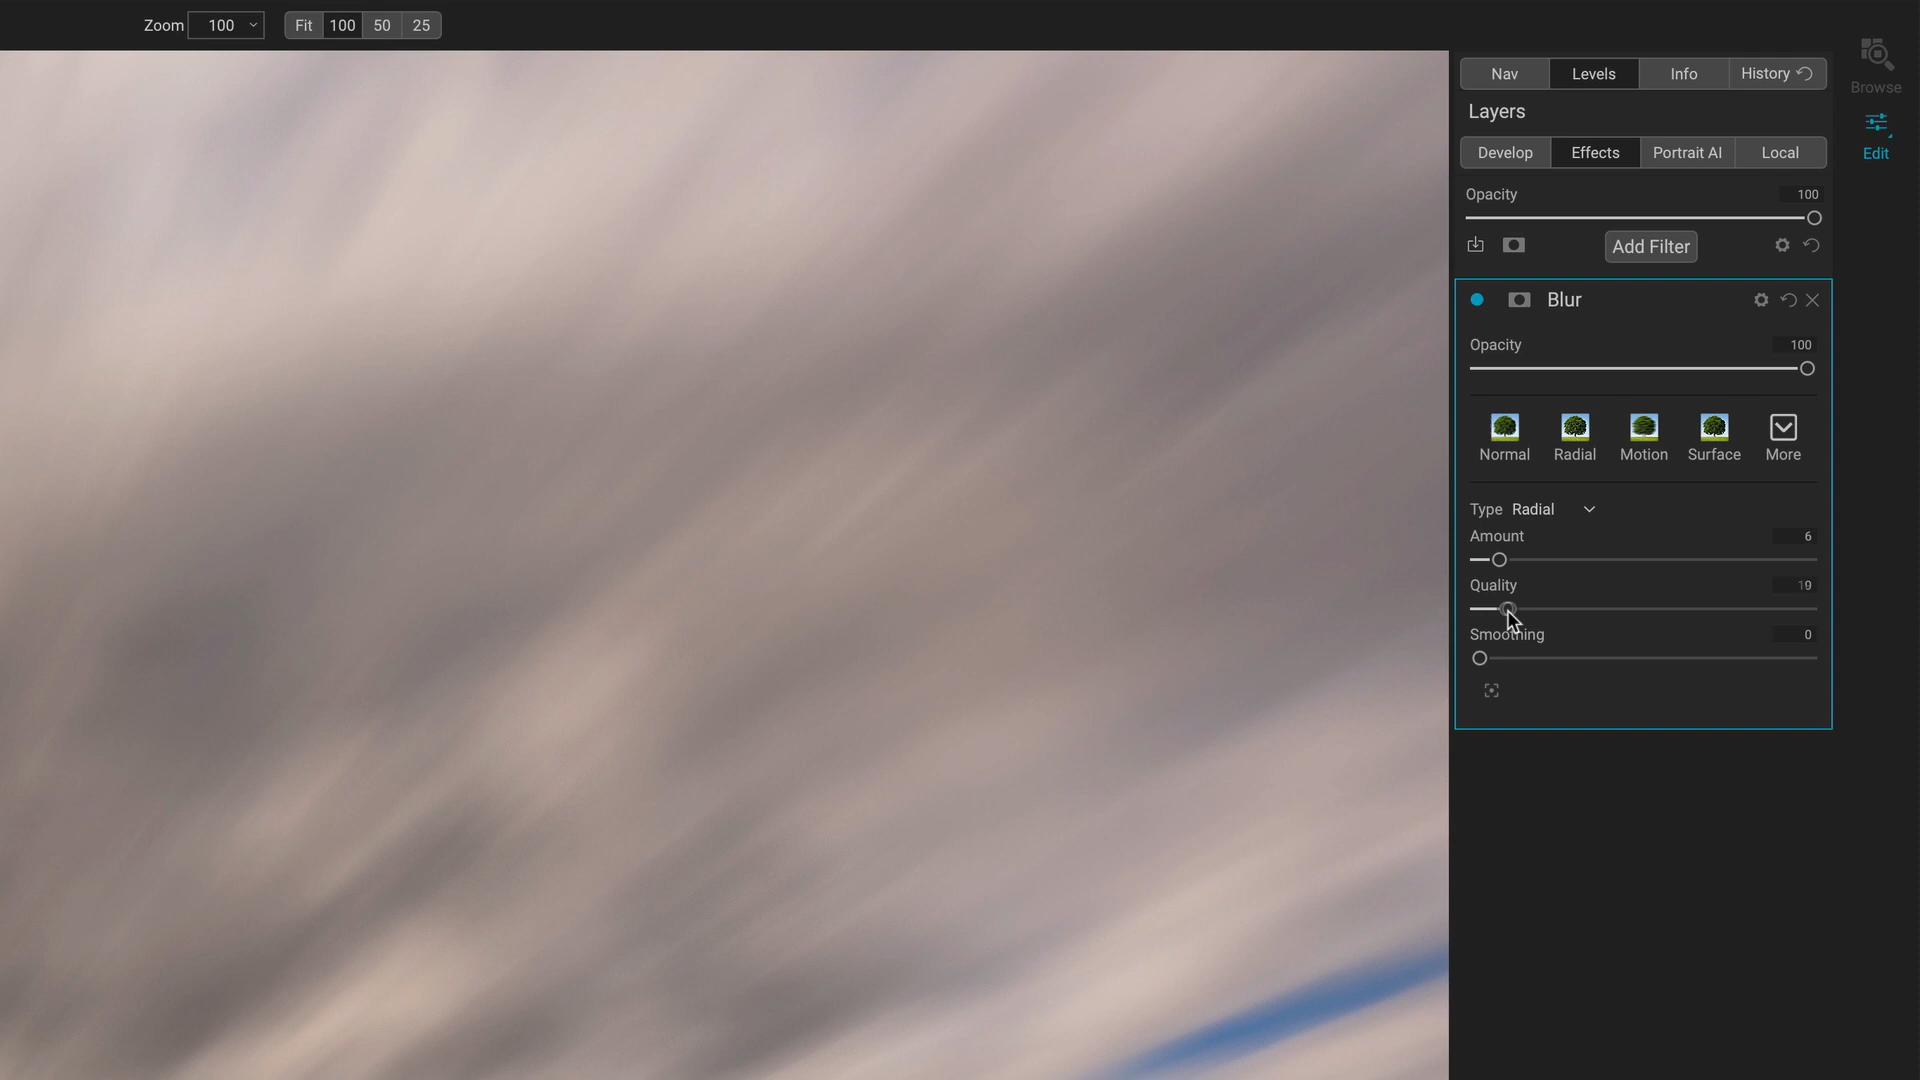 Zoom 100 Fit 100 50 25
Browse
Edit
Nav Levels Info History
Layers
Develop Effects Portrait AI Local
Opacity 100
Add Filter
Blur
Opacity 100
Normal Radial Motion Surface More
Type Radial
Amount 6
Quality 19
Smoothing 0